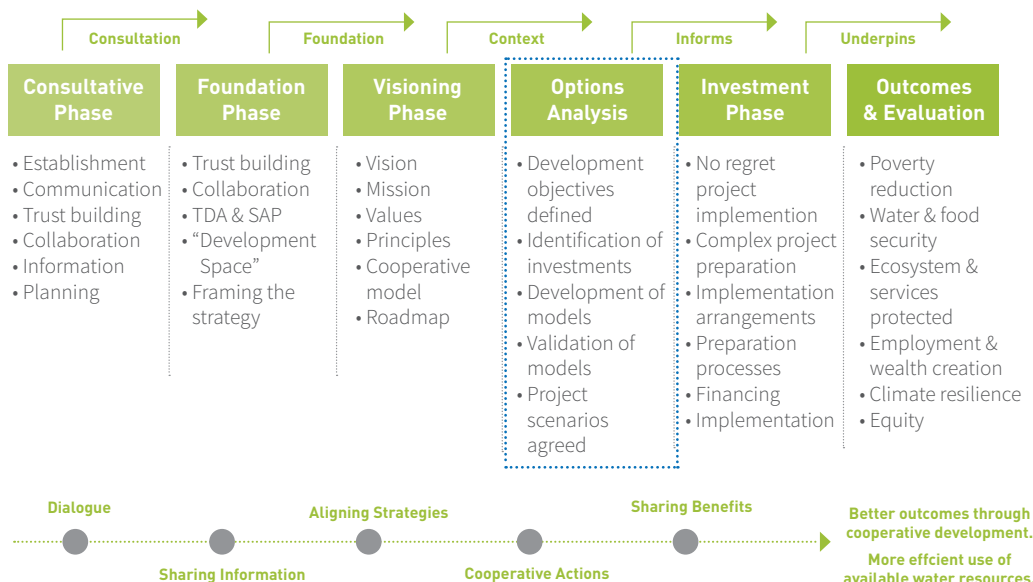 Consultation
Foundation
Context
Informs
Underpins
Consultative
Phase
• Establishment
• Communication
• Trust building
• Collaboration
• Information
• Planning
Foundation
Phase
• Trust building
• Collaboration
• TDA & SAP
• “Development
Space”
• Framing the
strategy
Visioning
Phase
• Vision
• Mission
• Values
• Principles
• Cooperative
model
• Roadmap
Options
Analysis
• Development
objectives
defined
• Identification of
investments
• Development of
models
• Validation of
models
• Project
scenarios
agreed
Investment
Phase
• No regret
project
implemention
• Complex project
preparation
• Implementation
arrangements
• Preparation
processes
• Financing
• Implementation
Outcomes
& Evaluation
• Poverty
reduction
• Water & food
security
• Ecosystem &
services
protected
• Employment &
wealth creation
• Climate resilience
• Equity
Dialogue
Sharing Information
Aligning Strategies
Cooperative Actions
Sharing Benefits
Better outcomes through
cooperative development.
More effcient use of
available water resources.